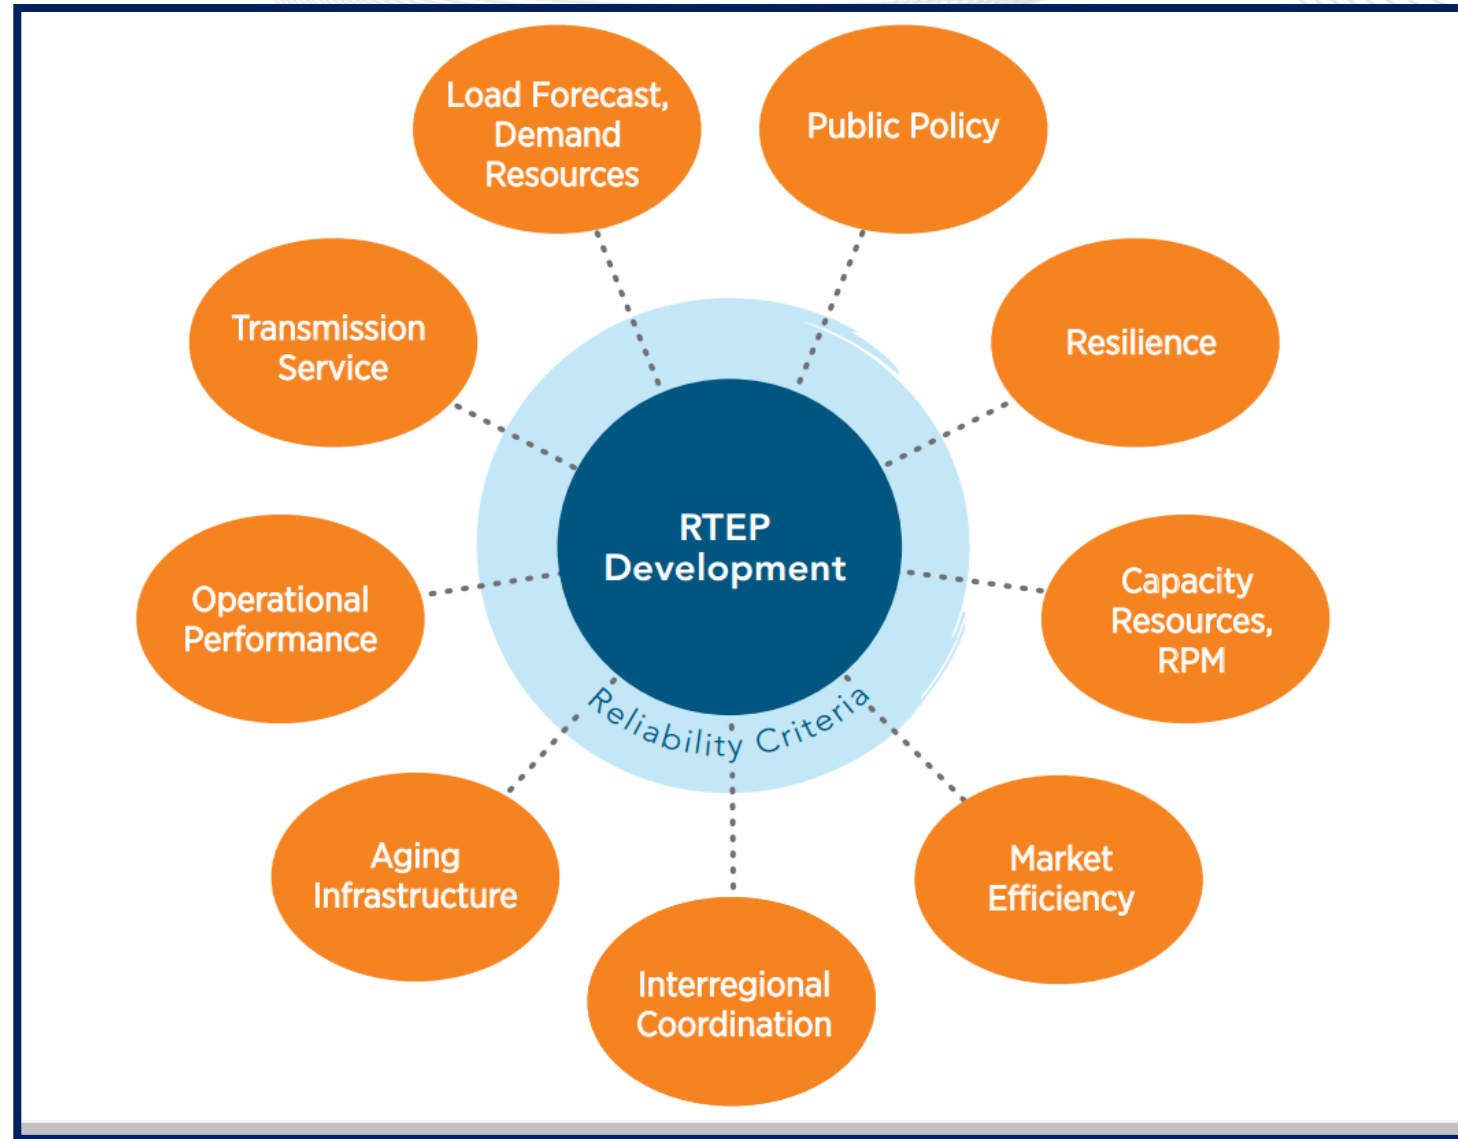 Load Forecast,
Demand
Resources
Public Policy
Transmission
Service
Resilience
RTEP
Development
Operational
Performance
Capacity
Resources,
RPM
Reliability Criteria
Aging
Infrastructure
Market
Efficiency
Interregional
Coordination